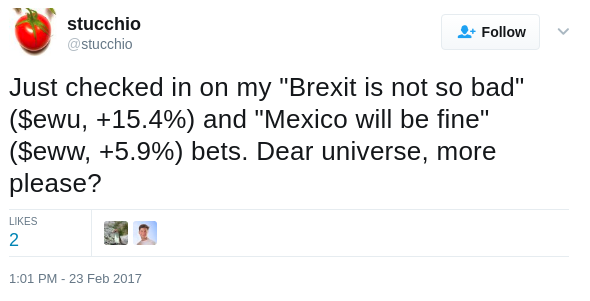 stucchio
@stucchio
Follow
Just checked in on my "Brexit is not so bad"
($ewu, +15.4%) and "Mexico will be fine"
($eww, +5.9%) bets. Dear universe, more
please?
LIKES
2
1:01 PM - 23 Feb 2017